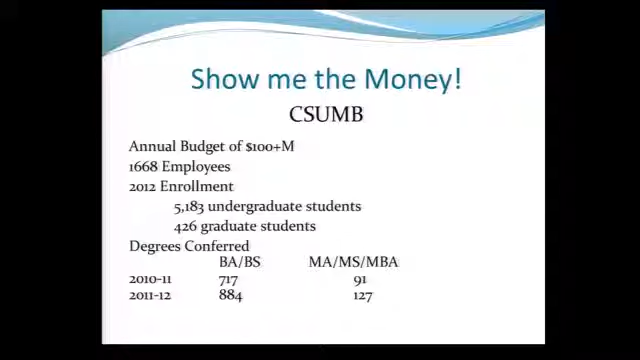 Show me the Money!
CSUMB
Annual Budget of $100+M
1668 Employees
2012 Enrollment
5,183 undergraduate students
426 graduate students
Degrees Conferred
BA/BS MA/MS/MBA
2010-11 717 91
2011-12 884 127